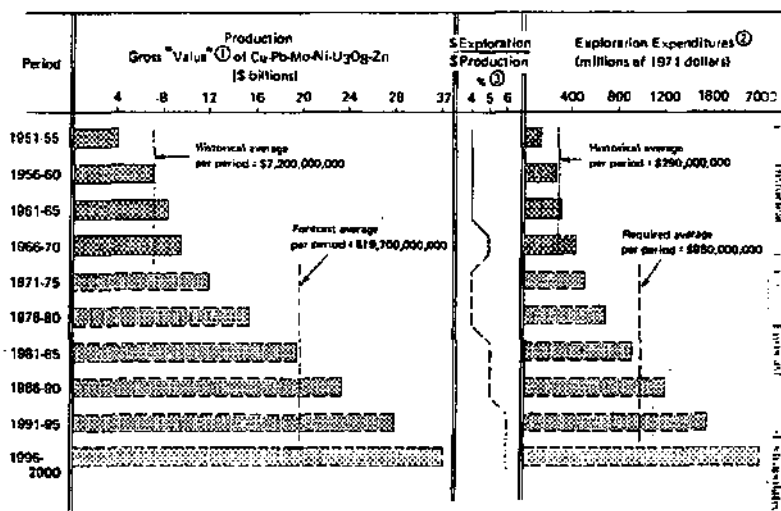 Production
Gross "Value" ① of Cu-Pb-Mo-Ni-U3O8-Zn
($ billions)
$ Exploration
$ Production
% ③
Exploration Expenditures ②
(millions of 1971 dollars)
Period
4 8 12 16 20 24 28 37
4 5 6
400 800 1200 1600 7000
1951-55
1956-60
1961-65
1966-70
1971-75
1976-80
1981-85
1986-90
1991-95
1996-
2000
Historical average
per period = $7,200,000,000
Forecast average
per period = $19,700,000,000
Historical average
per period = $290,000,000
Required average
per period = $980,000,000